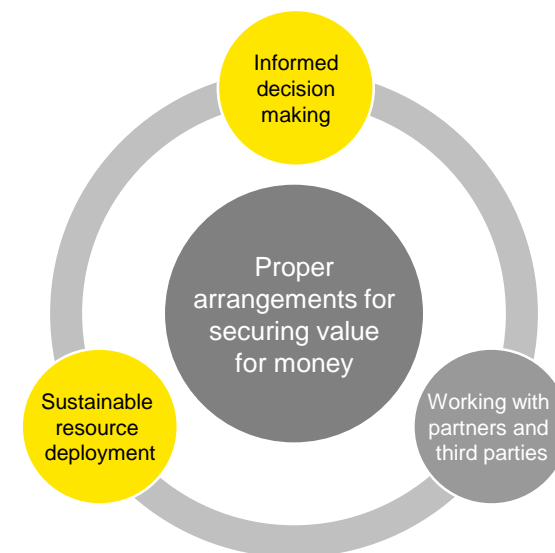 Informed
decision
making
Proper
arrangements for
securing value
for money
Sustainable
resource
deployment
Working with
partners and
third parties